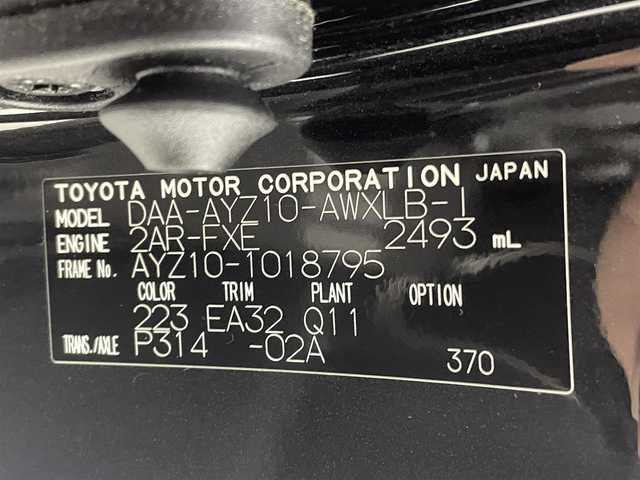 TOYOTA MOTOR CORPORATION JAPAN
MODEL DAA-AYZ10-AWXLB-1
ENGINE 2AR-FXE 2493 mL
FRAME No. AYZ10-1018795
COLOR TRIM PLANT OPTION
223 EA32 Q11
TRANS./AXLE P314 -02A 370